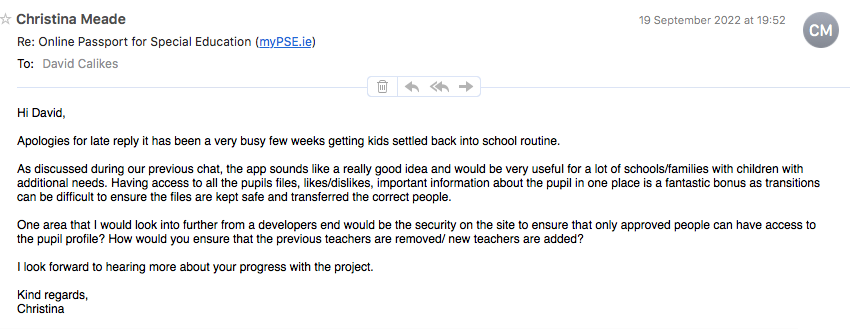 Christina Meade
19 September 2022 at 19:52
CM
Re: Online Passport for Special Education (myPSE.ie)
To: David Calikes
Hi David,
Apologies for late reply it has been a very busy few weeks getting kids settled back into school routine.
As discussed during our previous chat, the app sounds like a really good idea and would be very useful for a lot of schools/families with children with
additional needs. Having access to all the pupils files, likes/dislikes, important information about the pupil in one place is a fantastic bonus as transitions
can be difficult to ensure the files are kept safe and transferred the correct people.
One area that I would look into further from a developers end would be the security on the site to ensure that only approved people can have access to
the pupil profile? How would you ensure that the previous teachers are removed/ new teachers are added?
I look forward to hearing more about your progress with the project.
Kind regards,
Christina